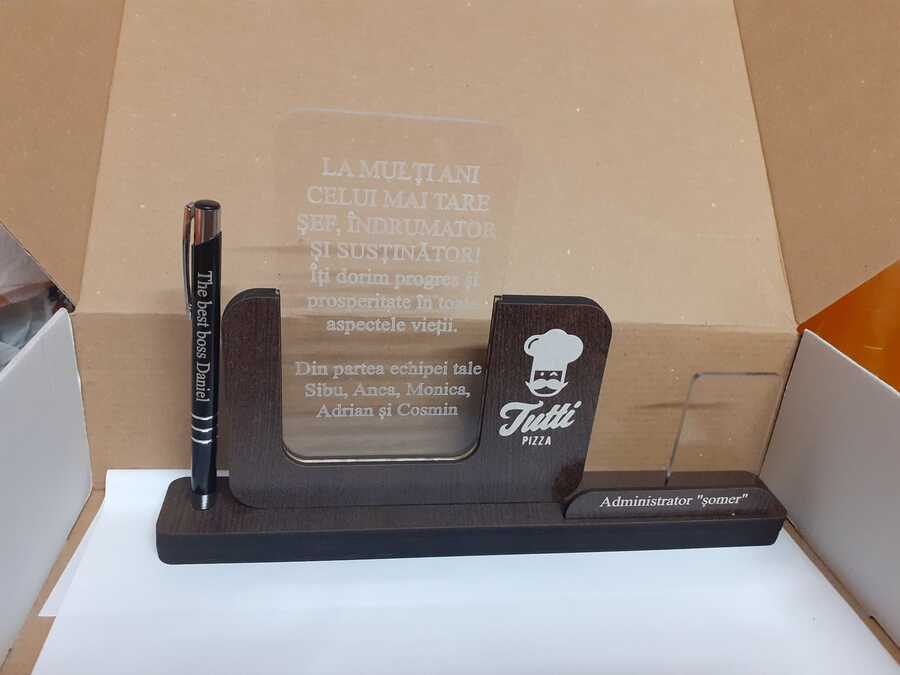 LA MULȚI ANI
CELUI MAI TARE
ȘEF, ÎNDRUMATOR
ȘI SUSȚINĂTOR!
Îți dorim progres și
prosperitate în toate
aspectele vieții.
Din partea echipei tale
Sibu, Anca, Monica,
Adrian și Cosmin
The best boss Daniel
Tutti
PIZZA
Administrator "șomer"